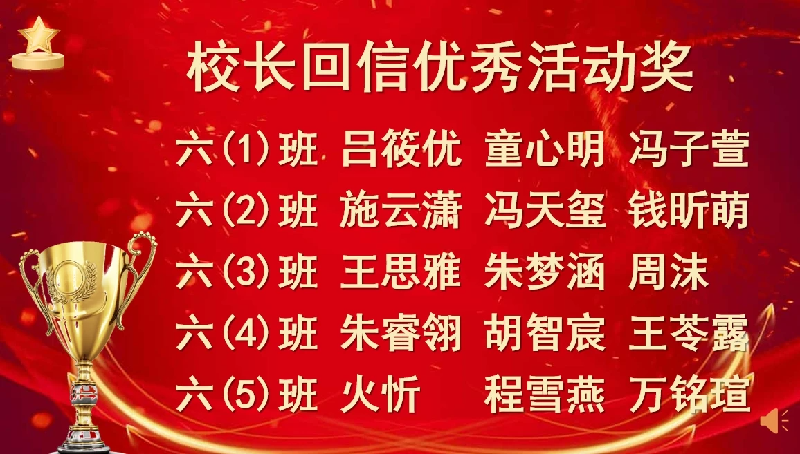 校长回信优秀活动奖
六(1)班 吕筱优 童心明 冯子萱
六(2)班 施云潇 冯天玺 钱昕萌
六(3)班 王思雅 朱梦涵 周沫
六(4)班 朱睿翎 胡智宸 王苓露
六(5)班 火忻 程雪燕 万铭瑄